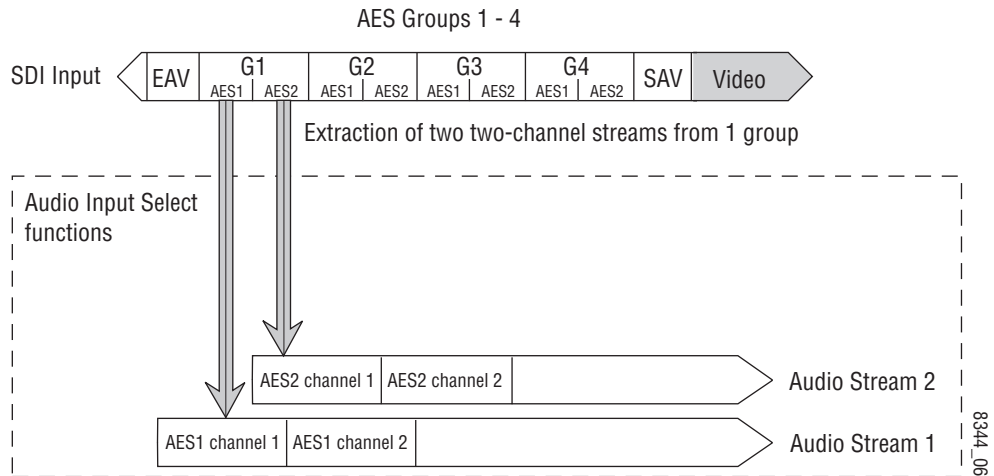 AES Groups 1 - 4
SDI Input
EAV
G1
G2
G3
G4
SAV
Video
AES1 AES2 AES1 AES2 AES1 AES2 AES1 AES2
Extraction of two two-channel streams from 1 group
Audio Input Select
functions
AES2 channel 1 AES2 channel 2
Audio Stream 2
AES1 channel 1 AES1 channel 2
Audio Stream 1
8344_06